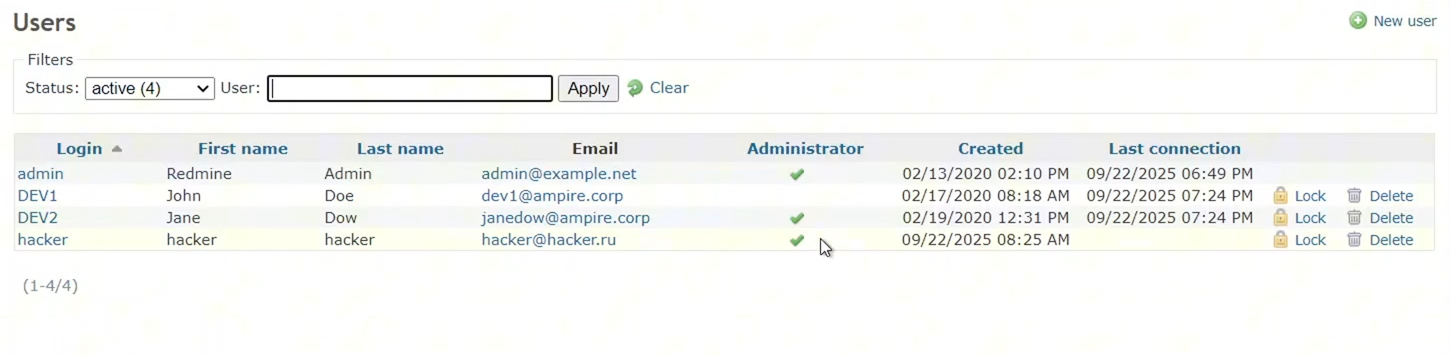 Users
New user
Filters
Status: active (4) User: Apply Clear
Login First name Last name Email Administrator Created Last connection
admin Redmine Admin admin@example.net 02/13/2020 02:10 PM 09/22/2025 06:49 PM
DEV1 John Doe dev1@ampire.corp 02/17/2020 08:18 AM 09/22/2025 07:24 PM Lock Delete
DEV2 Jane Dow janedow@ampire.corp 02/19/2020 12:31 PM 09/22/2025 07:24 PM Lock Delete
hacker hacker hacker hacker@hacker.ru 09/22/2025 08:25 AM Lock Delete
(1-4/4)